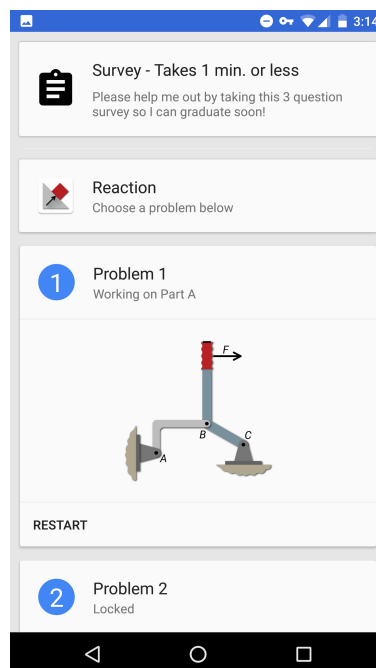 3:14
Survey - Takes 1 min. or less
Please help me out by taking this 3 question
survey so I can graduate soon!
Reaction
Choose a problem below
1
Problem 1
Working on Part A
F
B
C
A
RESTART
2
Problem 2
Locked